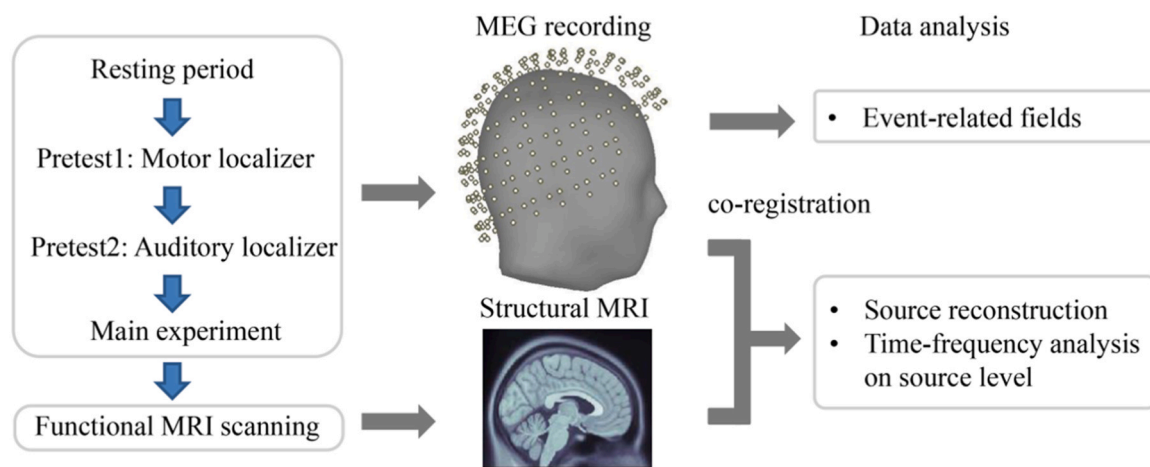 Resting period
Pretest1: Motor localizer
Pretest2: Auditory localizer
Main experiment
Functional MRI scanning
MEG recording
Structural MRI
co-registration
Data analysis
• Event-related fields
• Source reconstruction
• Time-frequency analysis
on source level